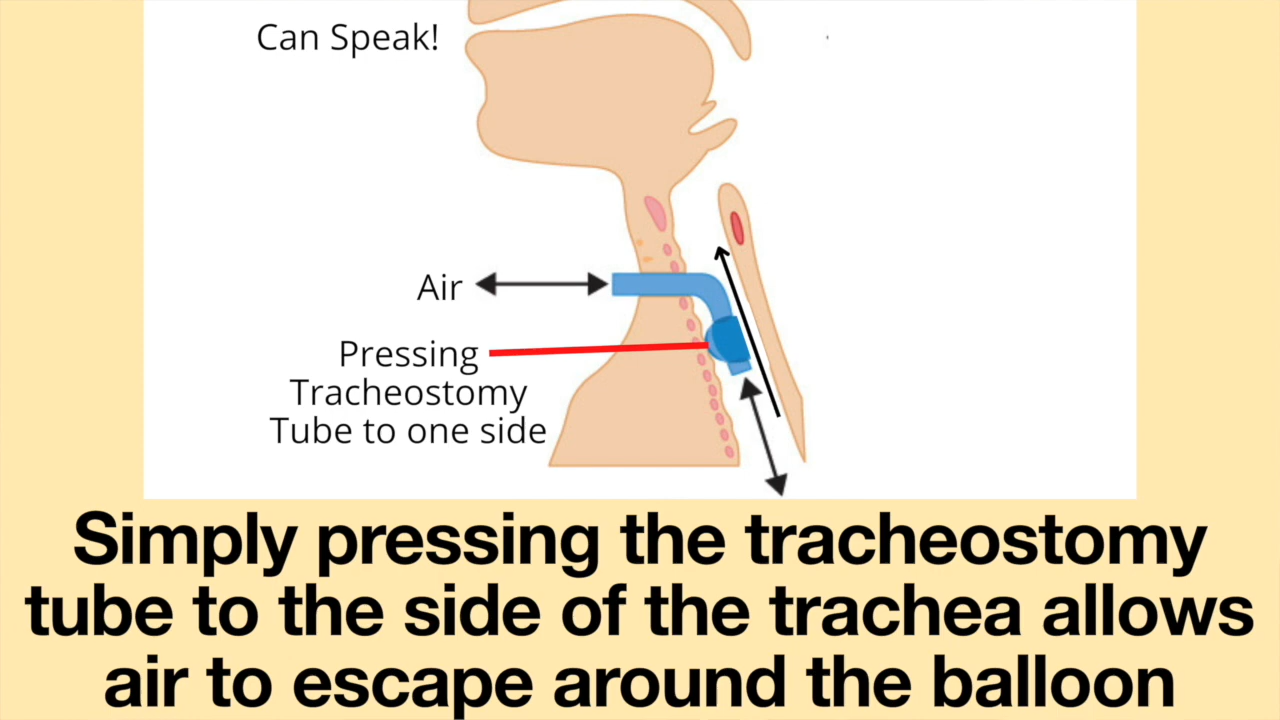 Can Speak!
Air
Pressing
Tracheostomy
Tube to one side
Simply pressing the tracheostomy
tube to the side of the trachea allows
air to escape around the balloon